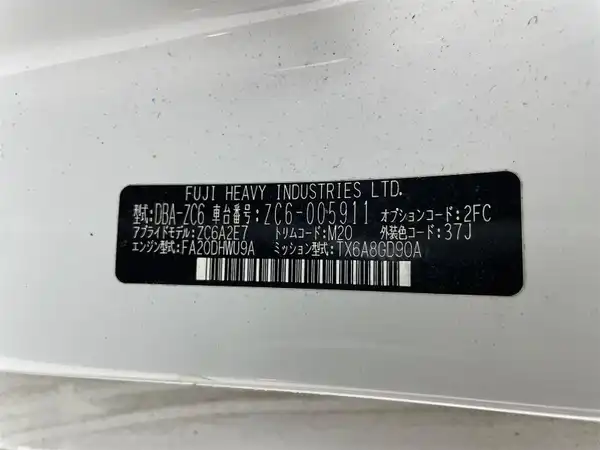 FUJI HEAVY INDUSTRIES LTD.
型式:DBA-ZC6 車台番号:ZC6-005911 オプションコード:2FC
アプライドモデル:ZC6A2E7 トリムコード:M20 外装色コード:37J
エンジン型式:FA20DHWU9A ミッション型式:TX6A8GD90A